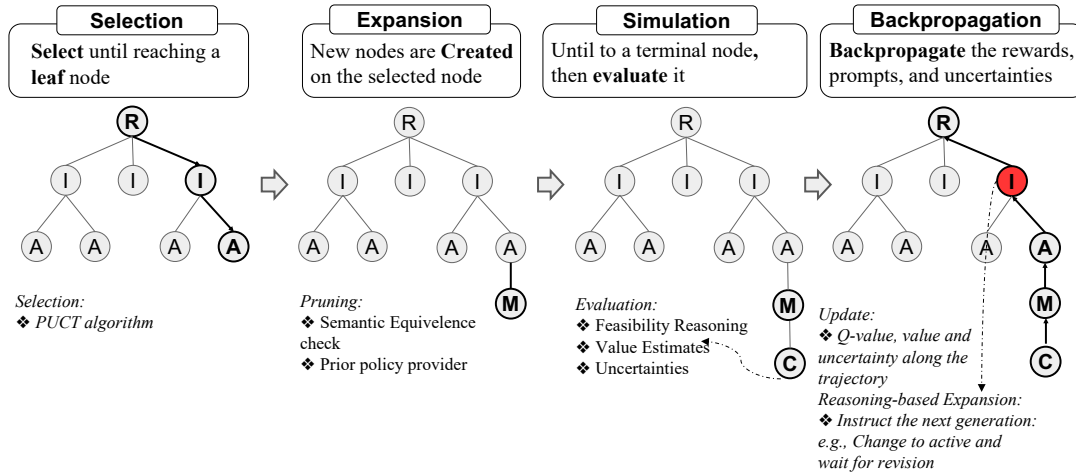 Selection
Select until reaching a
leaf node
R
I I I
A A A A
Selection:
❖ PUCT algorithm
Expansion
New nodes are Created
on the selected node
R
I I I
A A A A
M
Pruning:
❖ Semantic Equivelence
check
❖ Prior policy provider
Simulation
Until to a terminal node,
then evaluate it
R
I I I
A A A A
M
C
Evaluation:
❖ Feasibility Reasoning
❖ Value Estimates
❖ Uncertainties
Backpropagation
Backpropagate the rewards,
prompts, and uncertainties
R
I I I
A A A A
M
C
Update:
❖ Q-value, value and
uncertainty along the
trajectory
Reasoning-based Expansion:
❖ Instruct the next generation:
e.g., Change to active and
wait for revision